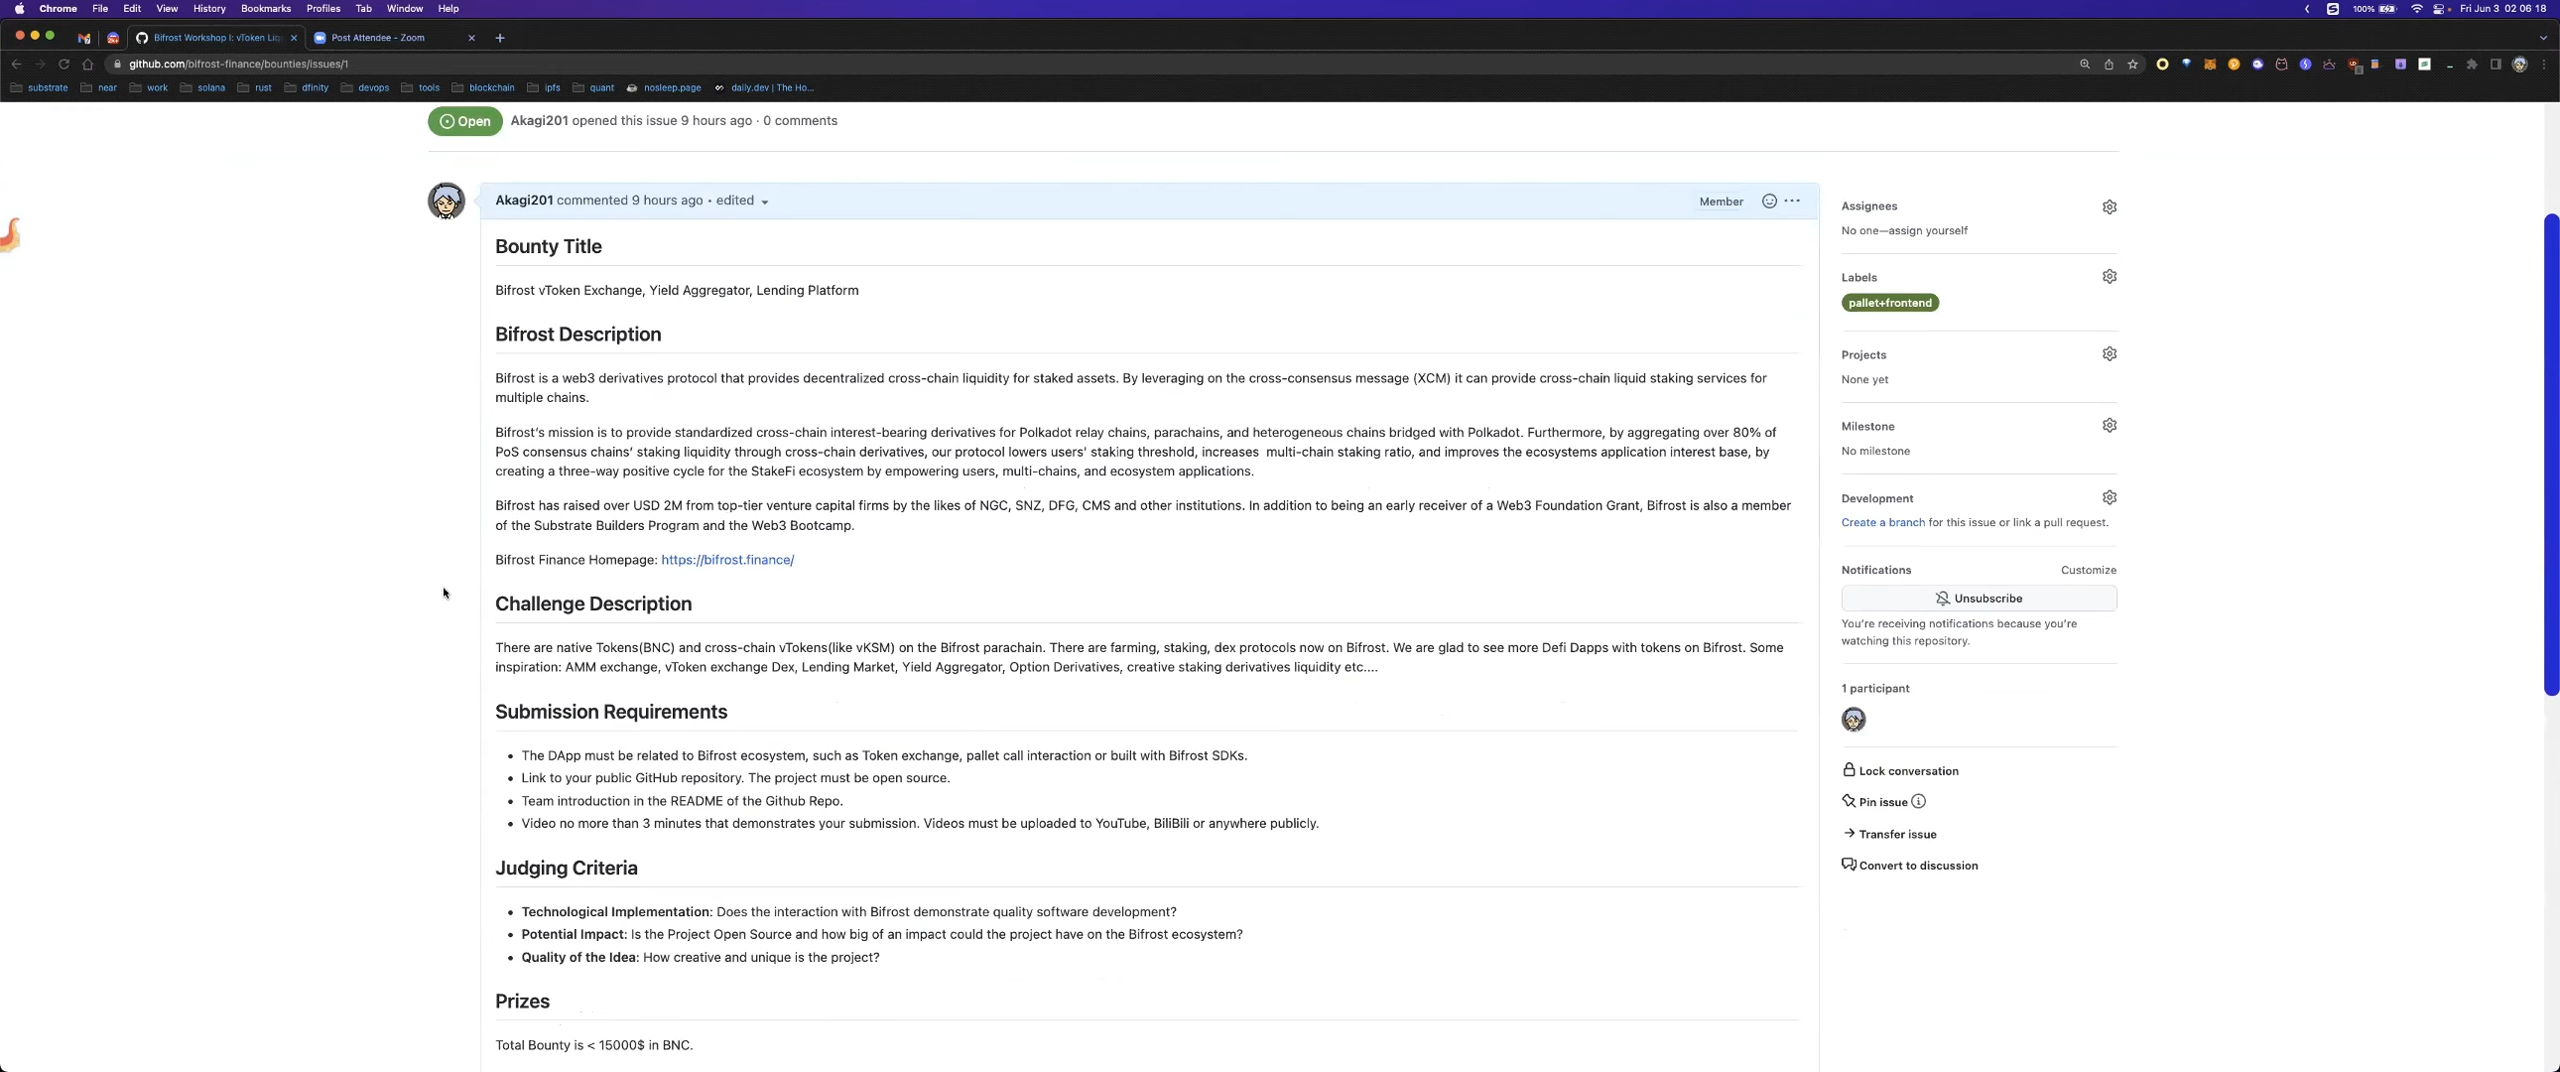 Chrome File Edit View History Bookmarks Profiles Tab Window Help
100% Fri Jun 3 02 06 18
Bifrost Workshop I: vToken Liq
Post Attendee - Zoom
github.com/bifrost-finance/bounties/issues/1
substrate near work solana rust dfinity devops tools blockchain ipfs quant nosleep.page daily.dev | The Ho...
Open
Akagi201 opened this issue 9 hours ago · 0 comments
Akagi201 commented 9 hours ago • edited
Member
Bounty Title
Bifrost vToken Exchange, Yield Aggregator, Lending Platform
Bifrost Description
Bifrost is a web3 derivatives protocol that provides decentralized cross-chain liquidity for staked assets. By leveraging on the cross-consensus message (XCM) it can provide cross-chain liquid staking services for
multiple chains.
Bifrost's mission is to provide standardized cross-chain interest-bearing derivatives for Polkadot relay chains, parachains, and heterogeneous chains bridged with Polkadot. Furthermore, by aggregating over 80% of
PoS consensus chains' staking liquidity through cross-chain derivatives, our protocol lowers users' staking threshold, increases multi-chain staking ratio, and improves the ecosystems application interest base, by
creating a three-way positive cycle for the StakeFi ecosystem by empowering users, multi-chains, and ecosystem applications.
Bifrost has raised over USD 2M from top-tier venture capital firms by the likes of NGC, SNZ, DFG, CMS and other institutions. In addition to being an early receiver of a Web3 Foundation Grant, Bifrost is also a member
of the Substrate Builders Program and the Web3 Bootcamp.
Bifrost Finance Homepage: https://bifrost.finance/
Challenge Description
There are native Tokens(BNC) and cross-chain vTokens(like vKSM) on the Bifrost parachain. There are farming, staking, dex protocols now on Bifrost. We are glad to see more Defi Dapps with tokens on Bifrost. Some
inspiration: AMM exchange, vToken exchange Dex, Lending Market, Yield Aggregator, Option Derivatives, creative staking derivatives liquidity etc....
Submission Requirements
• The DApp must be related to Bifrost ecosystem, such as Token exchange, pallet call interaction or built with Bifrost SDKs.
• Link to your public GitHub repository. The project must be open source.
• Team introduction in the README of the Github Repo.
• Video no more than 3 minutes that demonstrates your submission. Videos must be uploaded to YouTube, BiliBili or anywhere publicly.
Judging Criteria
• Technological Implementation: Does the interaction with Bifrost demonstrate quality software development?
• Potential Impact: Is the Project Open Source and how big of an impact could the project have on the Bifrost ecosystem?
• Quality of the Idea: How creative and unique is the project?
Prizes
Total Bounty is < 15000$ in BNC.
Assignees
No one—assign yourself
Labels
pallet+frontend
Projects
None yet
Milestone
No milestone
Development
Create a branch for this issue or link a pull request.
Notifications Customize
Unsubscribe
You're receiving notifications because you're
watching this repository.
1 participant
Lock conversation
Pin issue
Transfer issue
Convert to discussion